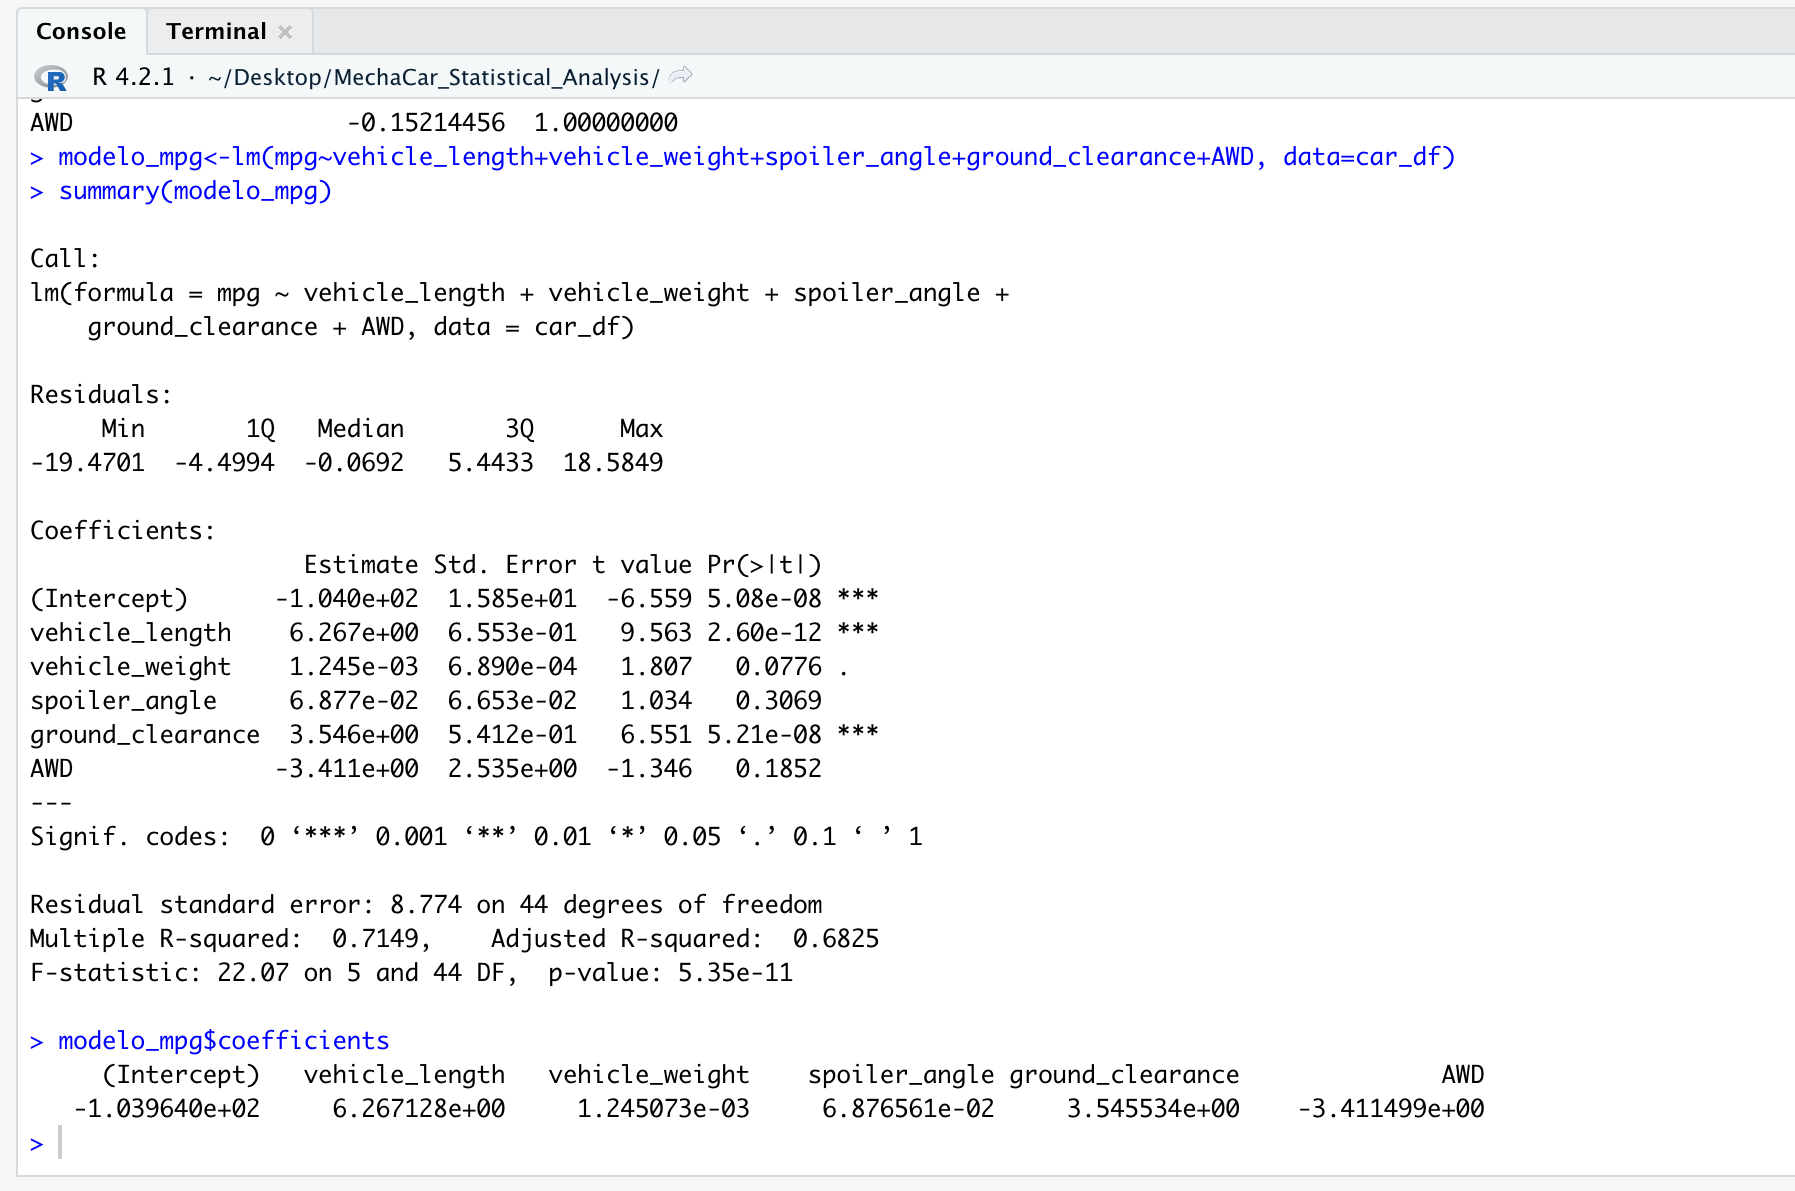 Console Terminal
R 4.2.1 · ~/Desktop/MechaCar_Statistical_Analysis/
AWD                   -0.15214456  1.00000000
> modelo_mpg<-lm(mpg~vehicle_length+vehicle_weight+spoiler_angle+ground_clearance+AWD, data=car_df)
> summary(modelo_mpg)

Call:
lm(formula = mpg ~ vehicle_length + vehicle_weight + spoiler_angle +
    ground_clearance + AWD, data = car_df)

Residuals:
     Min       1Q   Median       3Q      Max
-19.4701  -4.4994  -0.0692   5.4433  18.5849

Coefficients:
                   Estimate Std. Error t value Pr(>|t|)
(Intercept)      -1.040e+02  1.585e+01  -6.559 5.08e-08 ***
vehicle_length    6.267e+00  6.553e-01   9.563 2.60e-12 ***
vehicle_weight    1.245e-03  6.890e-04   1.807   0.0776 .
spoiler_angle     6.877e-02  6.653e-02   1.034   0.3069
ground_clearance  3.546e+00  5.412e-01   6.551 5.21e-08 ***
AWD              -3.411e+00  2.535e+00  -1.346   0.1852
---
Signif. codes:  0 ‘***’ 0.001 ‘**’ 0.01 ‘*’ 0.05 ‘.’ 0.1 ‘ ’ 1

Residual standard error: 8.774 on 44 degrees of freedom
Multiple R-squared:  0.7149,    Adjusted R-squared:  0.6825
F-statistic: 22.07 on 5 and 44 DF,  p-value: 5.35e-11

> modelo_mpg$coefficients
     (Intercept)   vehicle_length   vehicle_weight    spoiler_angle ground_clearance              AWD
   -1.039640e+02     6.267128e+00     1.245073e-03     6.876561e-02     3.545534e+00    -3.411499e+00
>